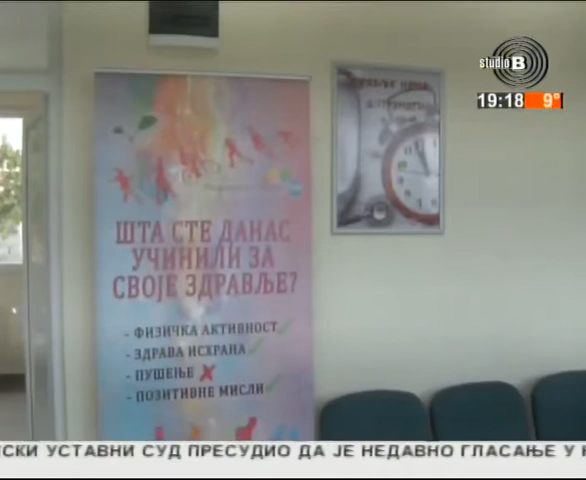 studio B
19:18 9°
ШТА СТЕ ДАНАС
УЧИНИЛИ ЗА
СВОЈЕ ЗДРАВЉЕ?
- ФИЗИЧКА АКТИВНОСТ
- ЗДРАВА ИСХРАНА
- ПУШЕЊЕ
- ПОЗИТИВНЕ МИСЛИ
СКИ УСТАВНИ СУД ПРЕСУДИО ДА ЈЕ НЕДАВНО ГЛАСАЊЕ У